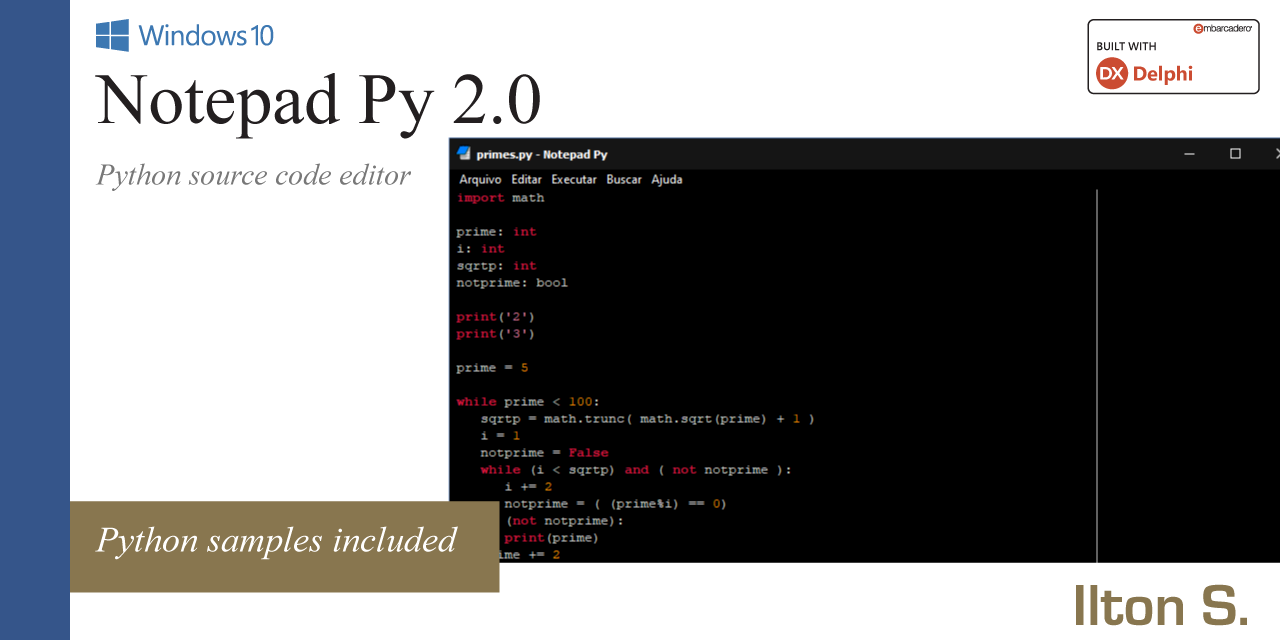 Windows 10
embarcadero
BUILT WITH
DX Delphi
Notepad Py 2.0
Python source code editor
primes.py - Notepad Py
Arquivo Editar Executar Buscar Ajuda
import math
prime: int
i: int
sqrtp: int
notprime: bool
print('2')
print('3')
prime = 5
while prime < 100:
sqrtp = math.trunc( math.sqrt(prime) + 1 )
i = 1
notprime = False
while (i < sqrtp) and ( not notprime ):
i += 2
notprime = ( (prime%i) == 0)
(not notprime):
print(prime)
ime += 2
Python samples included
Ilton S.